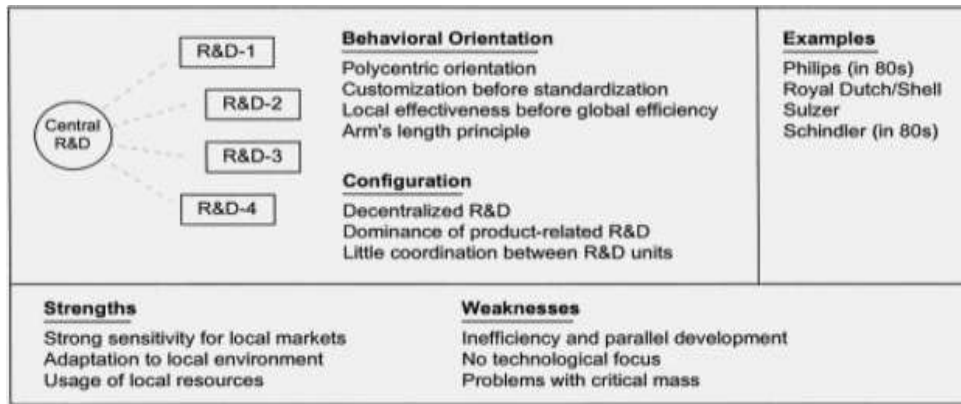 Central
R&D
R&D-1
R&D-2
R&D-3
R&D-4
Behavioral Orientation
Polycentric orientation
Customization before standardization
Local effectiveness before global efficiency
Arm's length principle
Configuration
Decentralized R&D
Dominance of product-related R&D
Little coordination between R&D units
Examples
Philips (in 80s)
Royal Dutch/Shell
Sulzer
Schindler (in 80s)
Strengths
Strong sensitivity for local markets
Adaptation to local environment
Usage of local resources
Weaknesses
Inefficiency and parallel development
No technological focus
Problems with critical mass